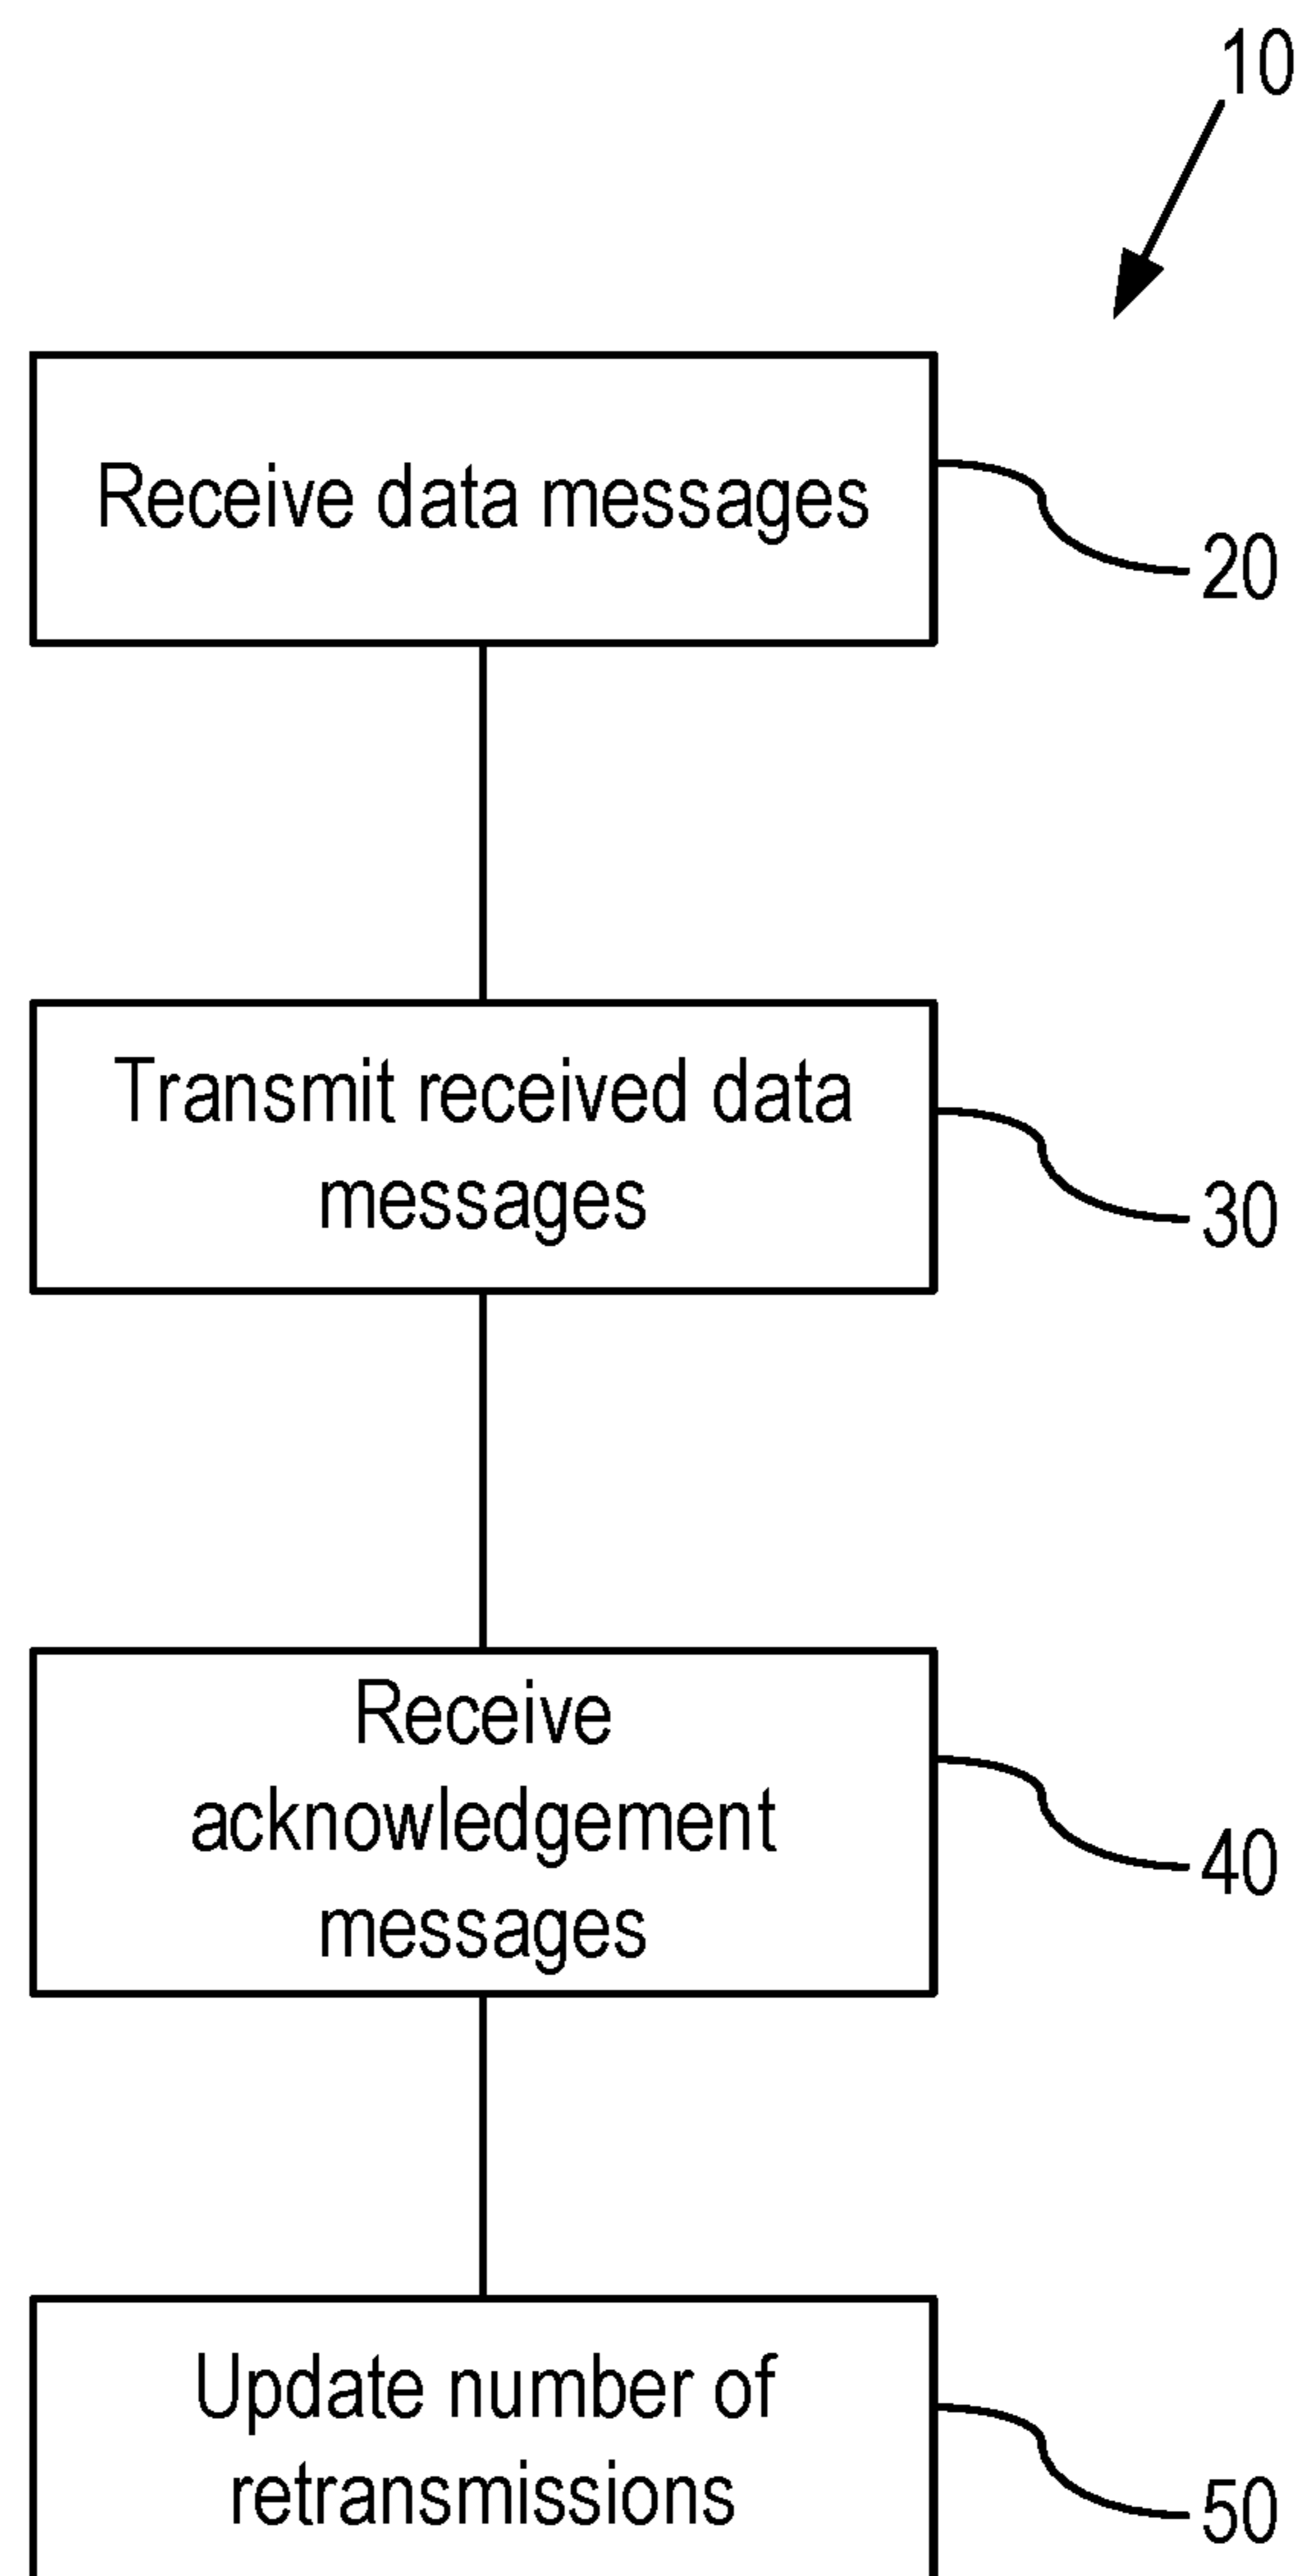 10
Receive data messages
20
Transmit received data
messages
30
Receive
acknowledgement
messages
40
Update number of
retransmissions
50